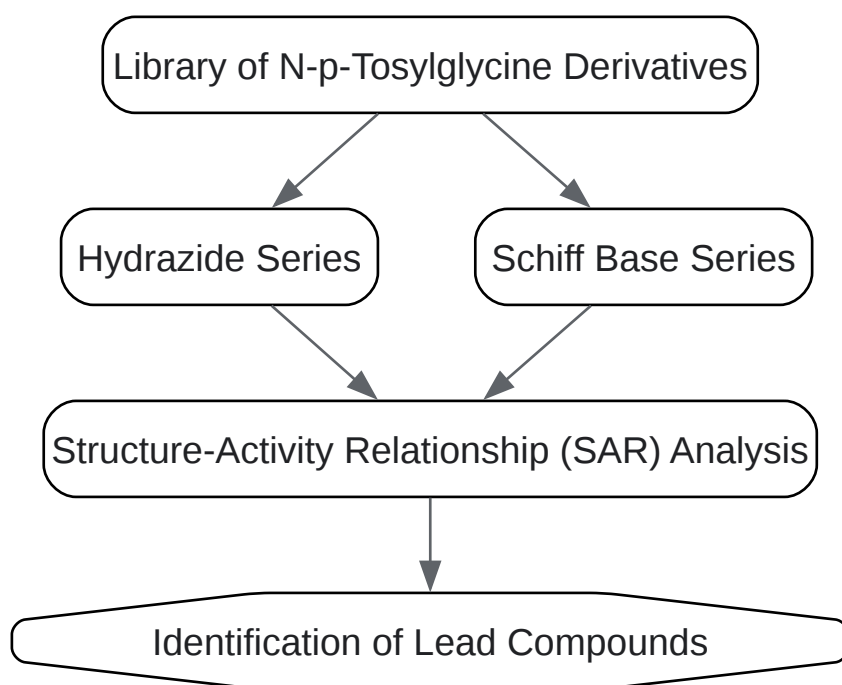 Library of N-p-Tosylglycine Derivatives
Hydrazide Series
Schiff Base Series
Structure-Activity Relationship (SAR) Analysis
Identification of Lead Compounds